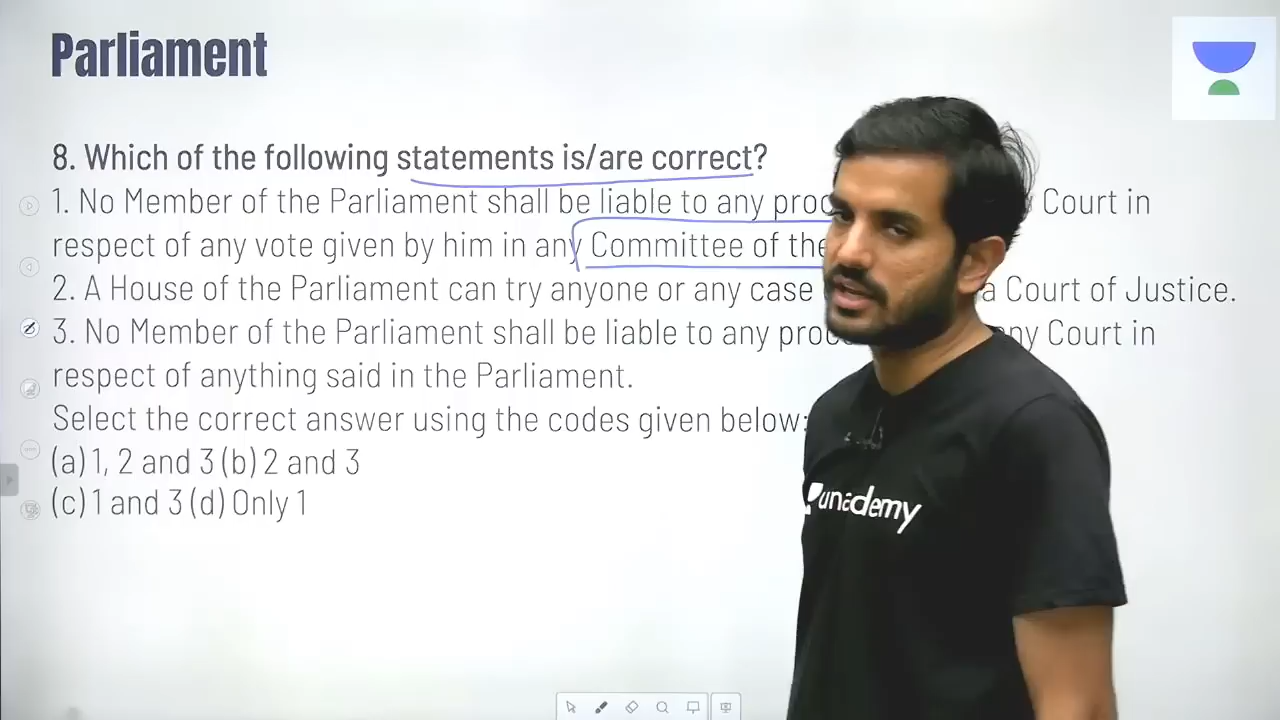 Parliament
8. Which of the following statements is/are correct?
1. No Member of the Parliament shall be liable to any Court in
respect of any vote given by him in any Committee of the
2. A House of the Parliament can try anyone or any case a Court of Justice.
3. No Member of the Parliament shall be liable to any Court in
respect of anything said in the Parliament.
Select the correct answer using the codes given below:
(a) 1, 2 and 3 (b) 2 and 3
(c) 1 and 3 (d) Only 1
unacademy